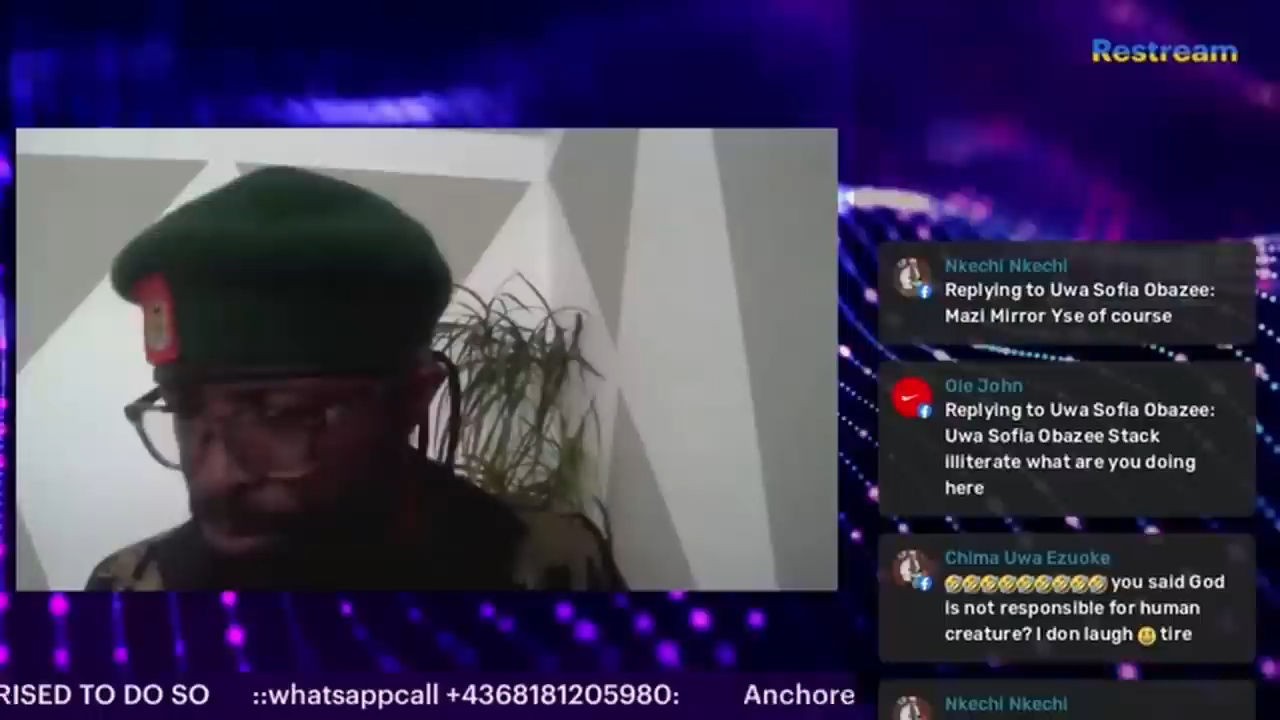 Restream
Nkechi Nkechi
Replying to Uwa Sofia Obazee:
Mazi Mirror Yse of course
Ole John
Replying to Uwa Sofia Obazee:
Uwa Sofia Obazee Stack
illiterate what are you doing
here
Chima Uwa Ezuoke
🤣🤣🤣🤣🤣🤣🤣🤣🤣 you said God
is not responsible for human
creature? I don laugh 😃 tire
Nkechi Nkechi
RISED TO DO SO ::whatsappcall +4368181205980: Anchore